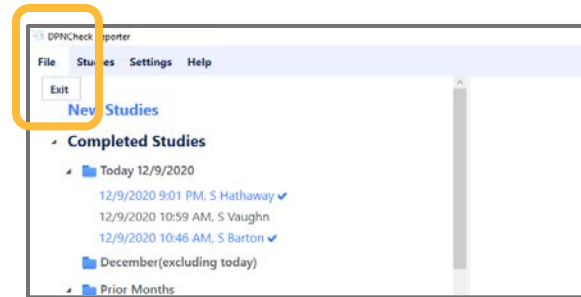 DPNCheck Reporter
File Studies Settings Help
Exit
New Studies
Completed Studies
Today 12/9/2020
12/9/2020 9:01 PM, S Hathaway
12/9/2020 10:59 AM, S Vaughn
12/9/2020 10:46 AM, S Barton
December(excluding today)
Prior Months